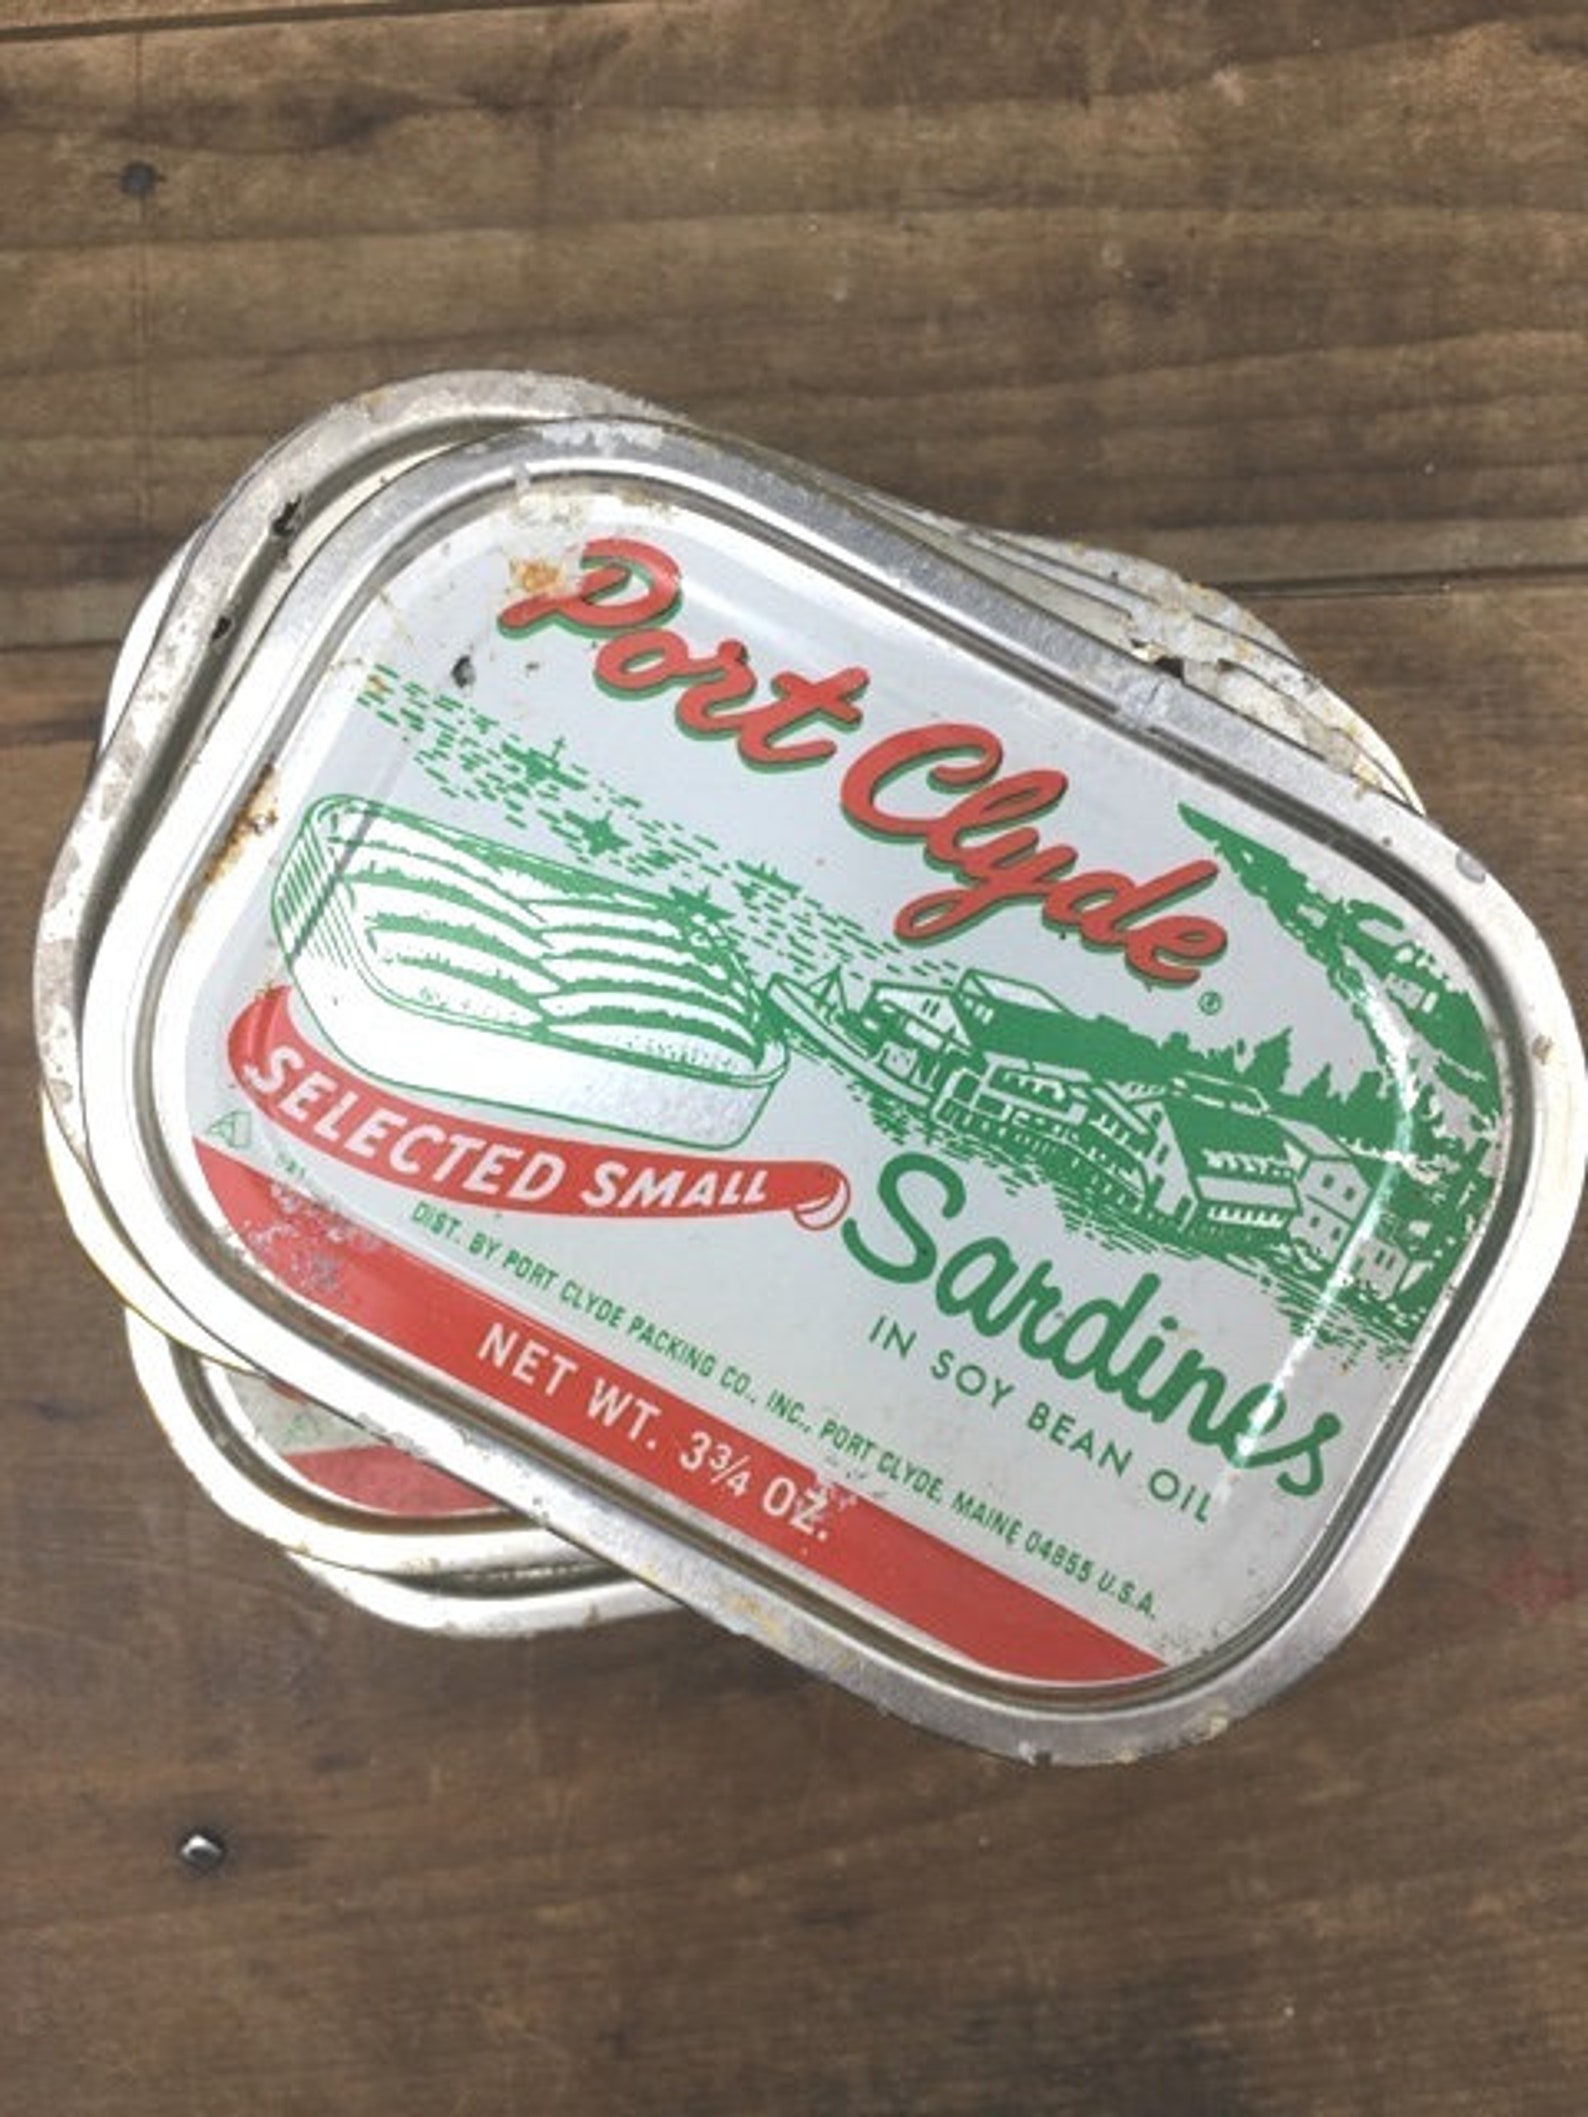 Port Clyde®
SELECTED SMALL
Sardines
IN SOY BEAN OIL
DIST. BY PORT CLYDE PACKING CO., INC., PORT CLYDE, MAINE 04855 U.S.A.
NET WT. 3¾ OZ.